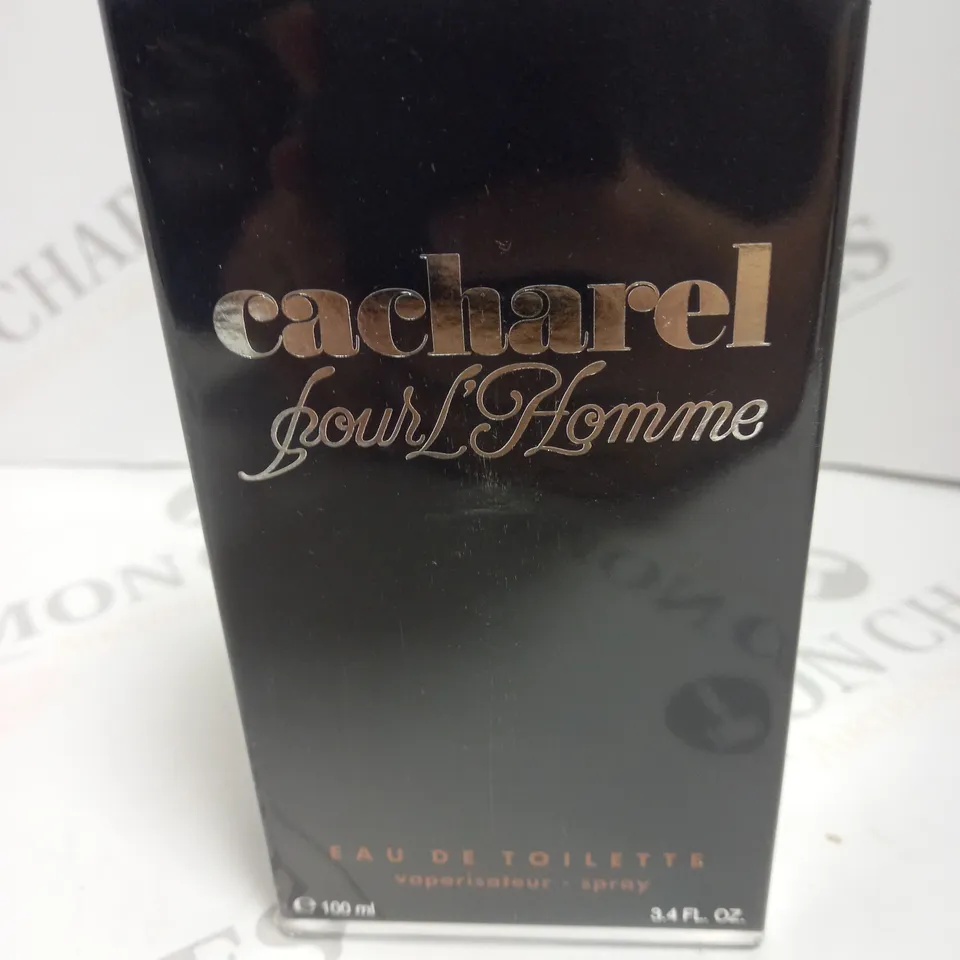 cacharel
pour L'Homme
EAU DE TOILETTE
vaporisateur - spray
℮ 100 ml
3.4 FL. OZ.